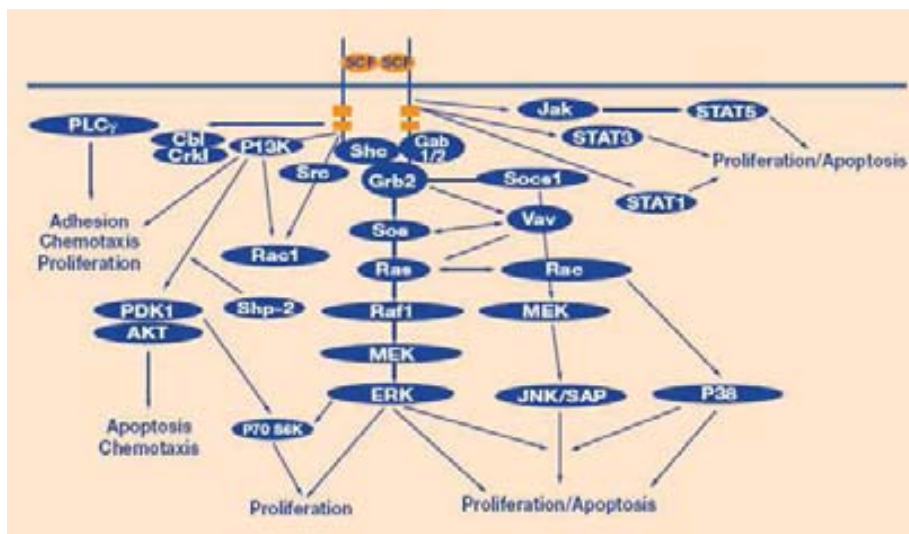 SCF SCF
PLCγ
Cbl
Crkl
P13K
Shc
Gab
1/2
Src
Grb2
Jak
STAT5
STAT3
STAT1
Proliferation/Apoptosis
Socs1
Vav
Adhesion
Chemotaxis
Proliferation
Rac1
Sos
Ras
Rac
PDK1
AKT
Shp-2
Raf1
MEK
MEK
ERK
JNK/SAP
P38
Apoptosis
Chemotaxis
P70 S6K
Proliferation
Proliferation/Apoptosis